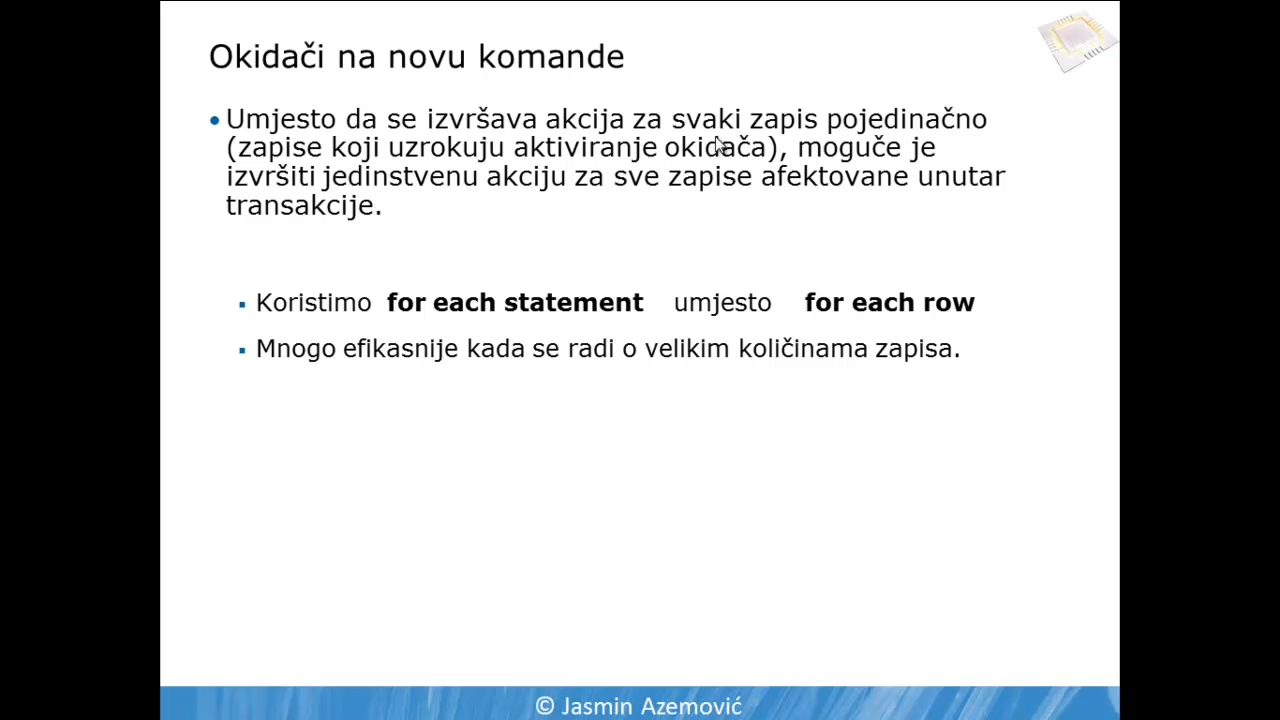 Okidači na novu komande
• Umjesto da se izvršava akcija za svaki zapis pojedinačno
(zapise koji uzrokuju aktiviranje okidača), moguče je
izvršiti jedinstvenu akciju za sve zapise afektovane unutar
transakcije.
▪ Koristimo for each statement umjesto for each row
▪ Mnogo efikasnije kada se radi o velikim količinama zapisa.
© Jasmin Azemović